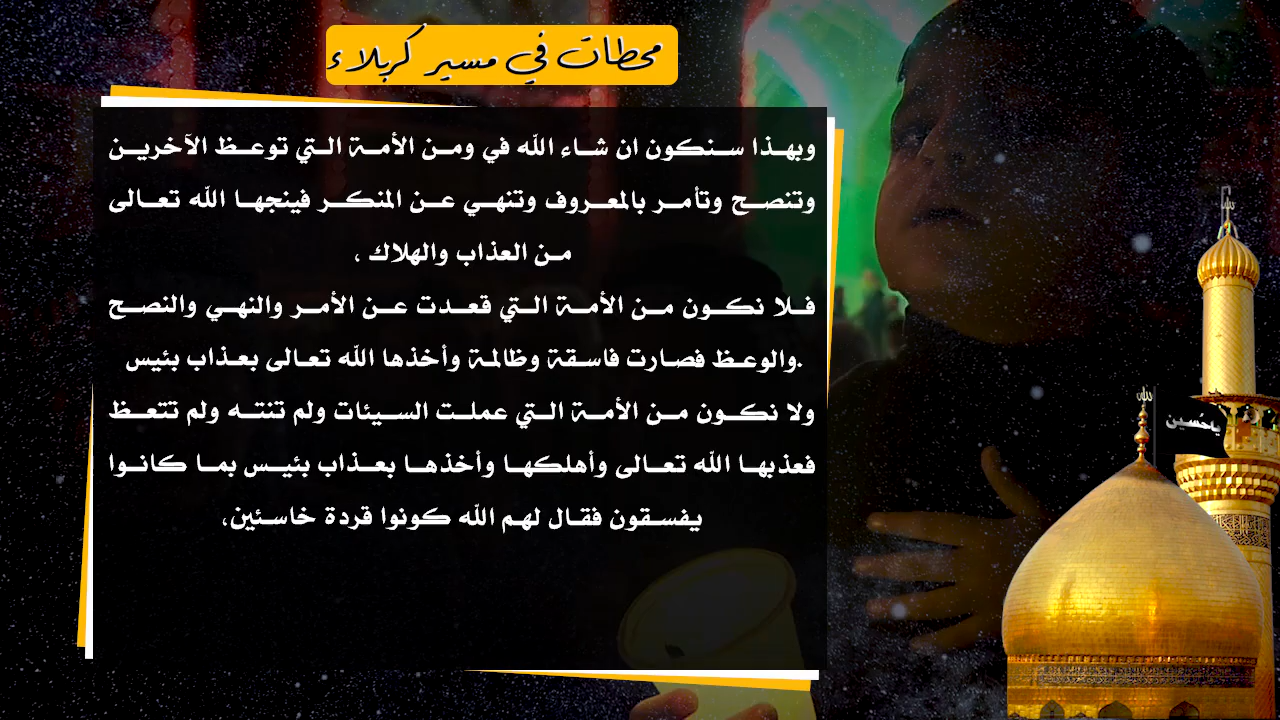 محطات في مسير كربلاء
وبهذا سنكون ان شاء الله في ومن الأمة التي توعظ الآخرين
وتنصح وتأمر بالمعروف وتنهي عن المنكر فينجها الله تعالى
من العذاب والهلاك ،
فلا نكون من الأمة التي قعدت عن الأمر والنهي والنصح
.والوعظ فصارت فاسقة وظالمة وأخذها الله تعالى بعذاب بئيس
ولا نكون من الأمة التي عملت السيئات ولم تنته ولم تتعظ
فعذبها الله تعالى وأهلكها وأخذها بعذاب بئيس بما كانوا
يفسقون فقال لهم الله كونوا قردة خاسئين،
ياحسين
الله
الله